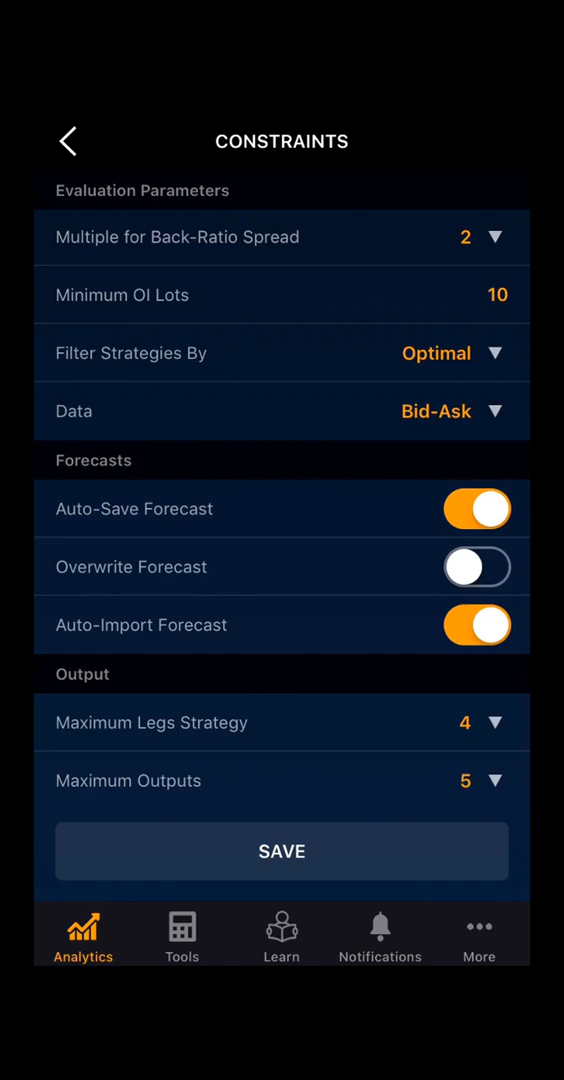 CONSTRAINTS
Evaluation Parameters
Multiple for Back-Ratio Spread 2
Minimum OI Lots 10
Filter Strategies By Optimal
Data Bid-Ask
Forecasts
Auto-Save Forecast
Overwrite Forecast
Auto-Import Forecast
Output
Maximum Legs Strategy 4
Maximum Outputs 5
SAVE
Analytics Tools Learn Notifications More